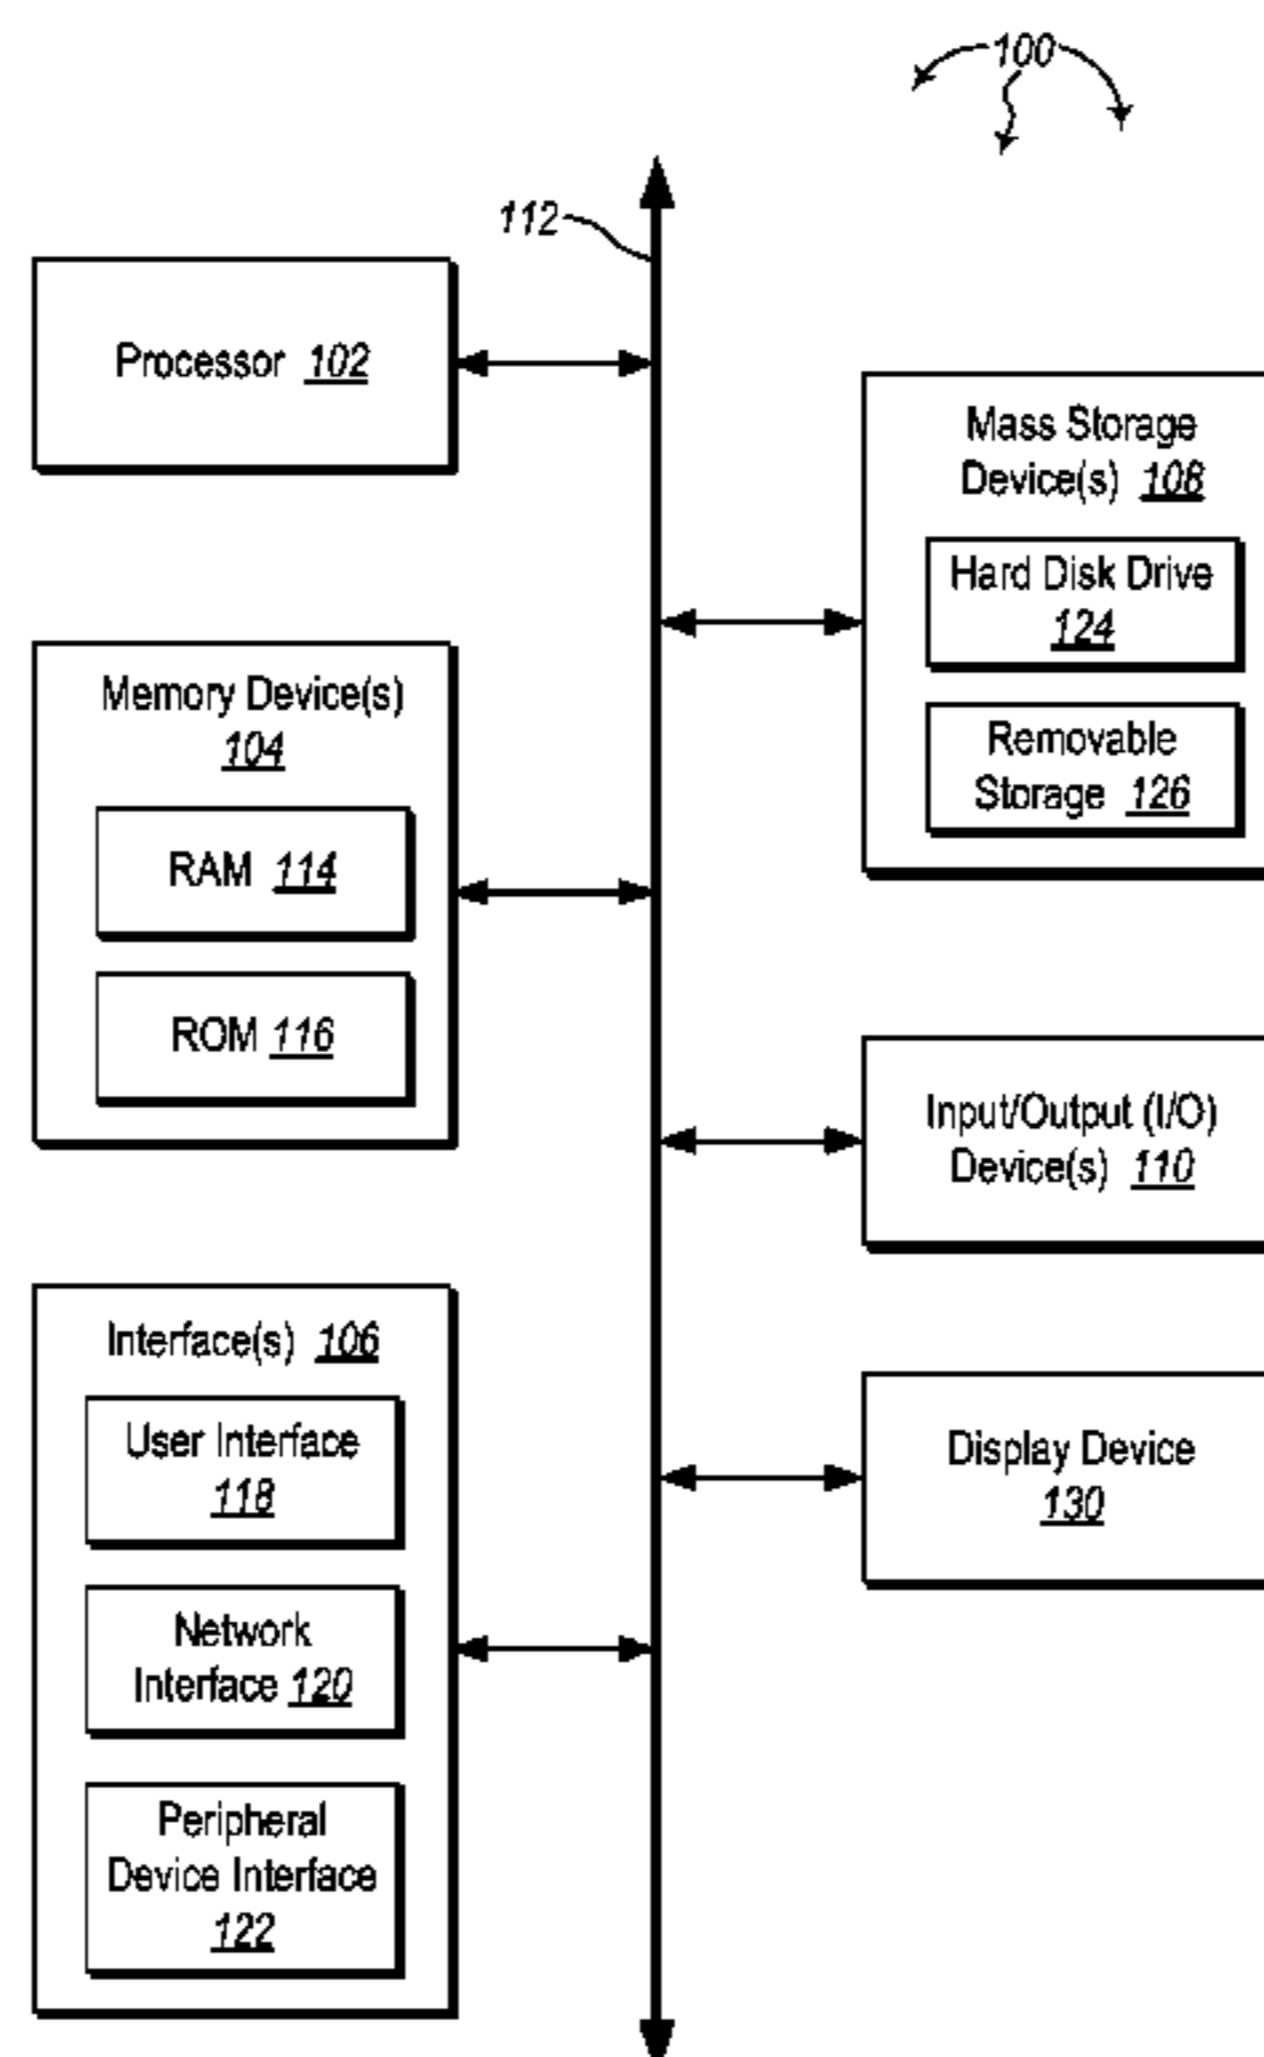 100
112
Processor 102
Mass Storage
Device(s) 108
Hard Disk Drive
124
Removable
Storage 126
Memory Device(s)
104
RAM 114
ROM 116
Input/Output (I/O)
Device(s) 110
Interface(s) 106
User Interface
118
Network
Interface 120
Peripheral
Device Interface
122
Display Device
130